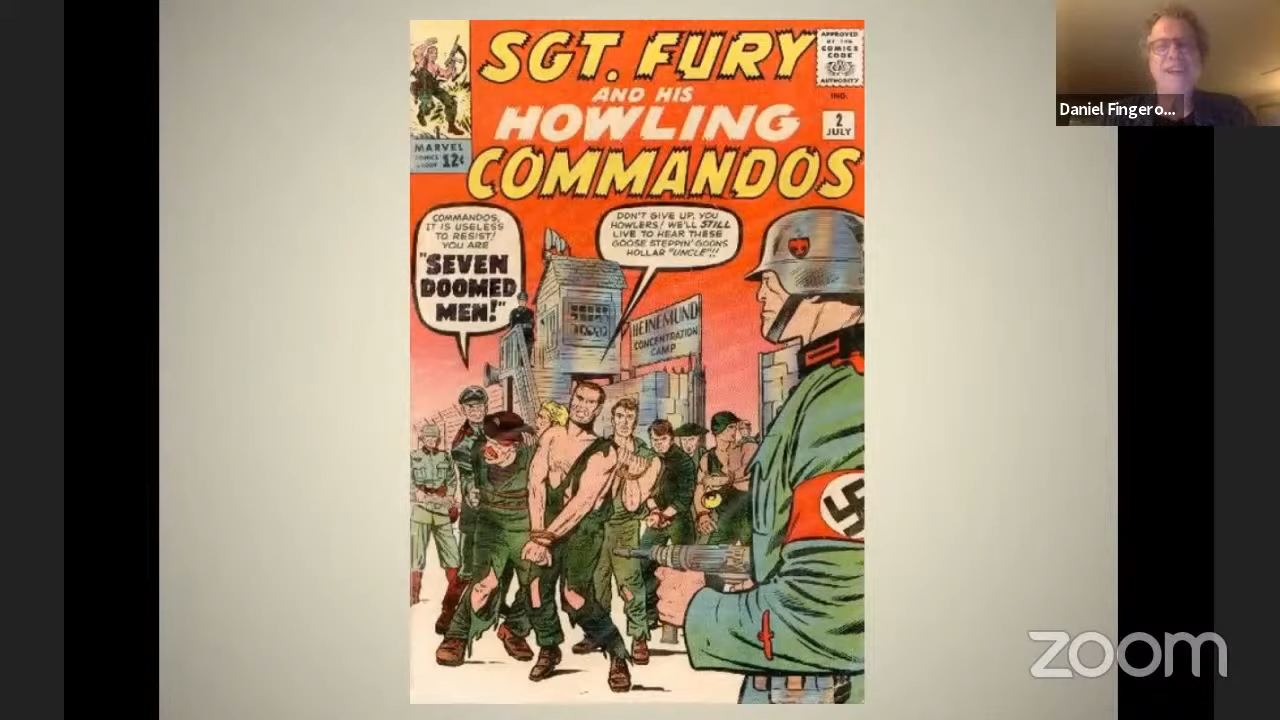 SGT. FURY
AND HIS
HOWLING
COMMANDOS
APPROVED
BY THE
COMICS
CODE
AUTHORITY
IND.
2
JULY
MARVEL
COMICS
GROUP 12¢
COMMANDOS,
IT IS USELESS
TO RESIST!
YOU ARE
"SEVEN
DOOMED
MEN!"
DON'T GIVE UP, YOU
HOWLERS! WE'LL STILL
LIVE TO HEAR THESE
GOOSE STEPPIN' GOONS
HOLLAR "UNCLE"!!
HEINEMUND
CONCENTRATION
CAMP
Daniel Fingero...
zoom